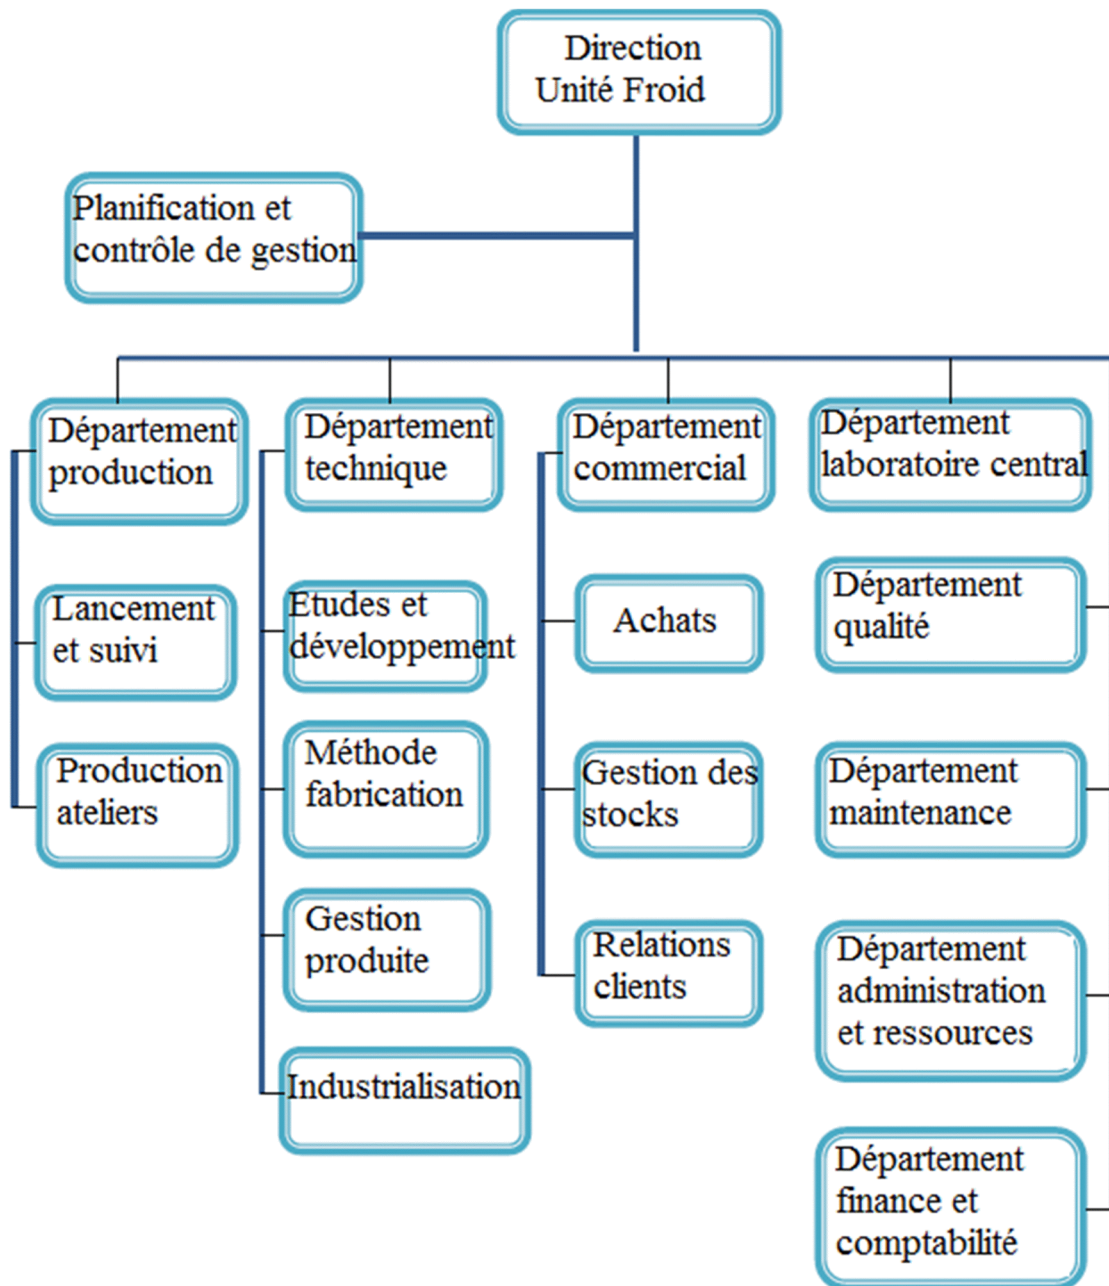 Direction
Unité Froid
Planification et
contrôle de gestion
Département
production
Lancement
et suivi
Production
ateliers
Département
technique
Etudes et
développement
Méthode
fabrication
Gestion
produite
Industrialisation
Département
commercial
Achats
Gestion des
stocks
Relations
clients
Département
laboratoire central
Département
qualité
Département
maintenance
Département
administration
et ressources
Département
finance et
comptabilité